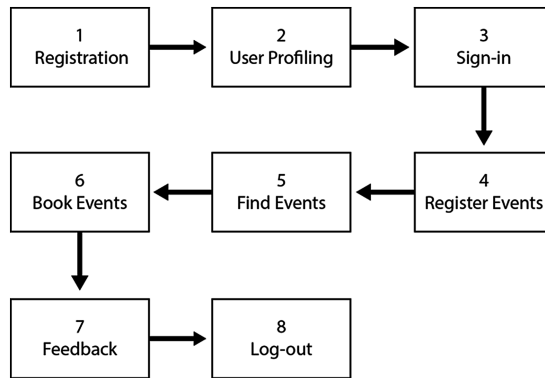 1
Registration
2
User Profiling
3
Sign-in
4
Register Events
5
Find Events
6
Book Events
7
Feedback
8
Log-out